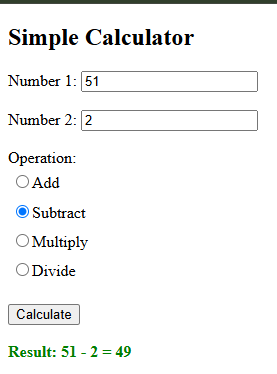 Simple Calculator
Number 1: 51
Number 2: 2
Operation:
Add
Subtract
Multiply
Divide
Calculate
Result: 51 - 2 = 49